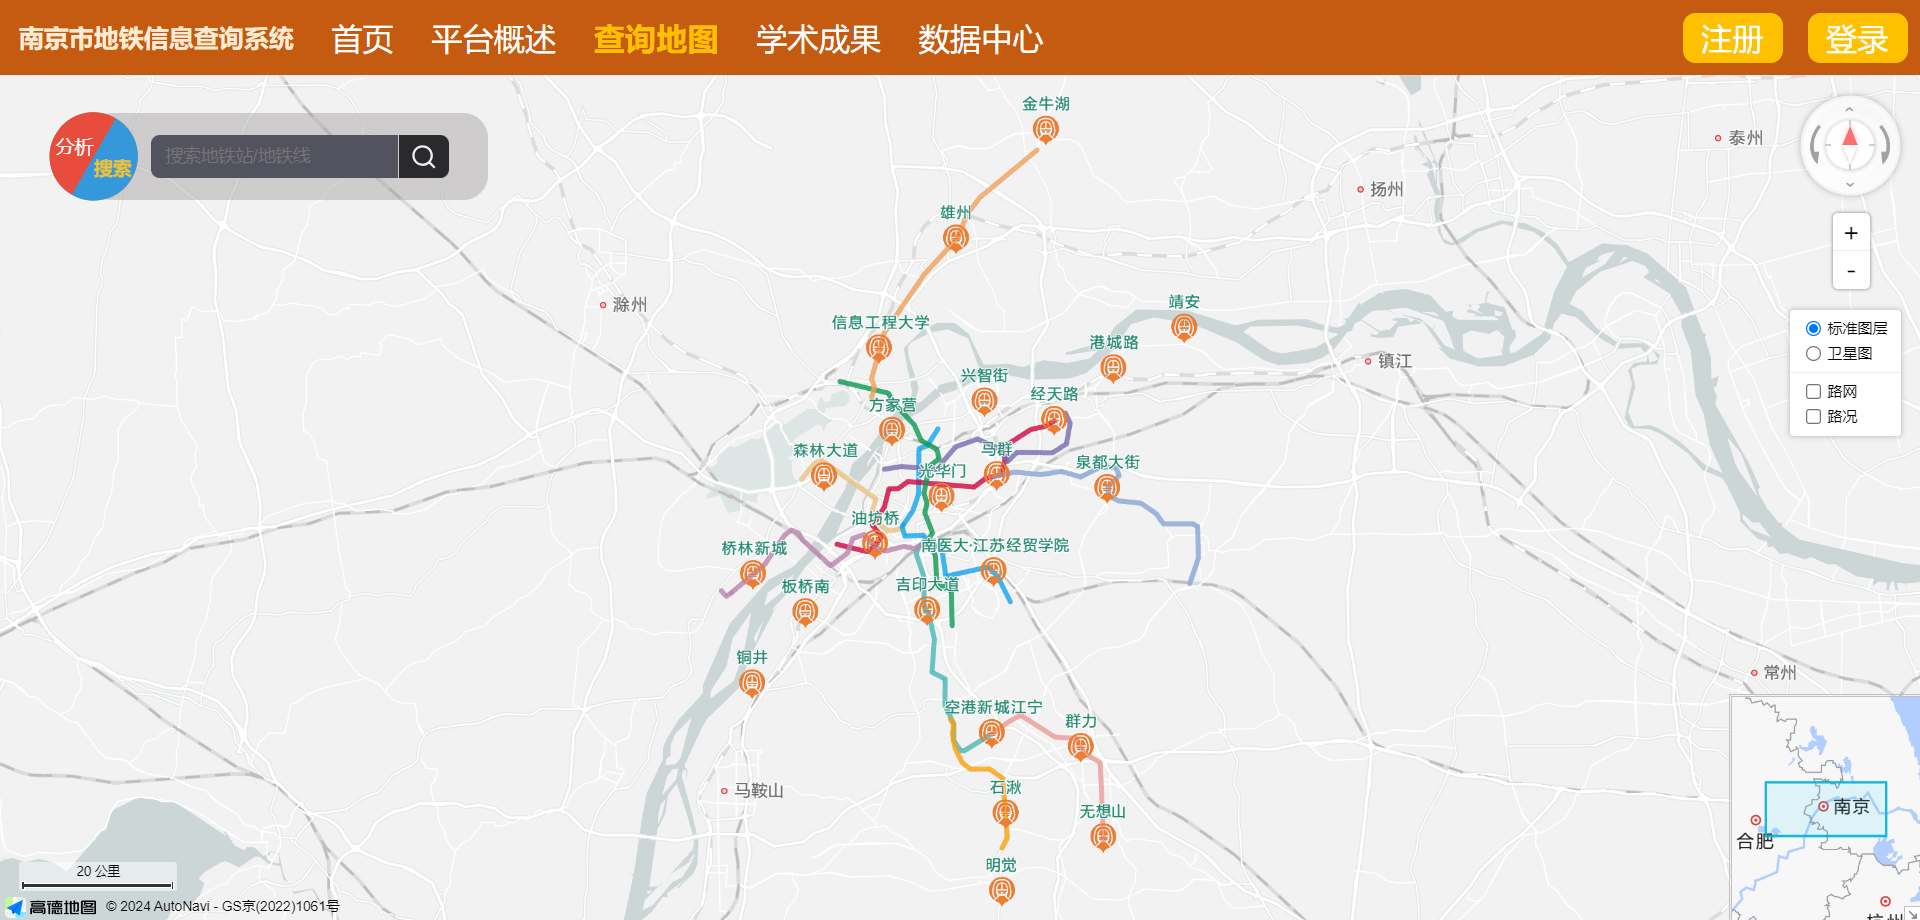 南京市地铁信息查询系统 首页 平台概述 查询地图 学术成果 数据中心 注册 登录
分析
搜索
搜索地铁站/地铁线
金牛湖
泰州
扬州
雄州
+
-
滁州
靖安
信息工程大学
标准图层
港城路
卫星图
镇江
兴智街
路网
经天路
方家营
路况
森林大道
马群
泉都大街
光华门
油坊桥
桥林新城
南医大·江苏经贸学院
板桥南
吉印大道
铜井
常州
空港新城江宁
群力
石湫
马鞍山
南京
无想山
合肥
明觉
20 公里
高德地图 © 2024 AutoNavi - GS京(2022)1061号